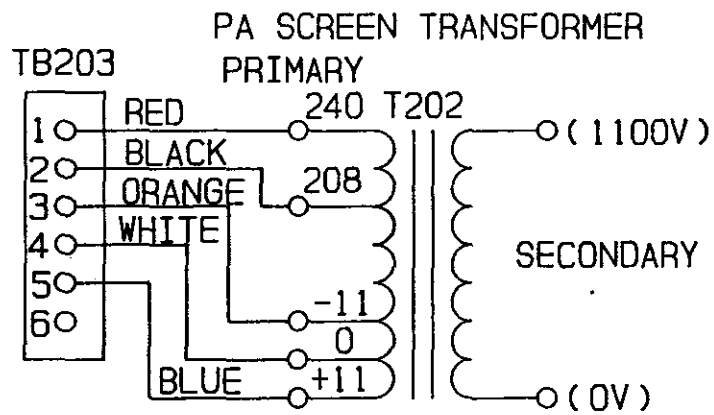 PA SCREEN TRANSFORMER
TB203
PRIMARY
1
RED
240
T202
(1100V)
2
BLACK
208
3
ORANGE
4
WHITE
SECONDARY
5
-11
6
0
BLUE
+11
(0V)